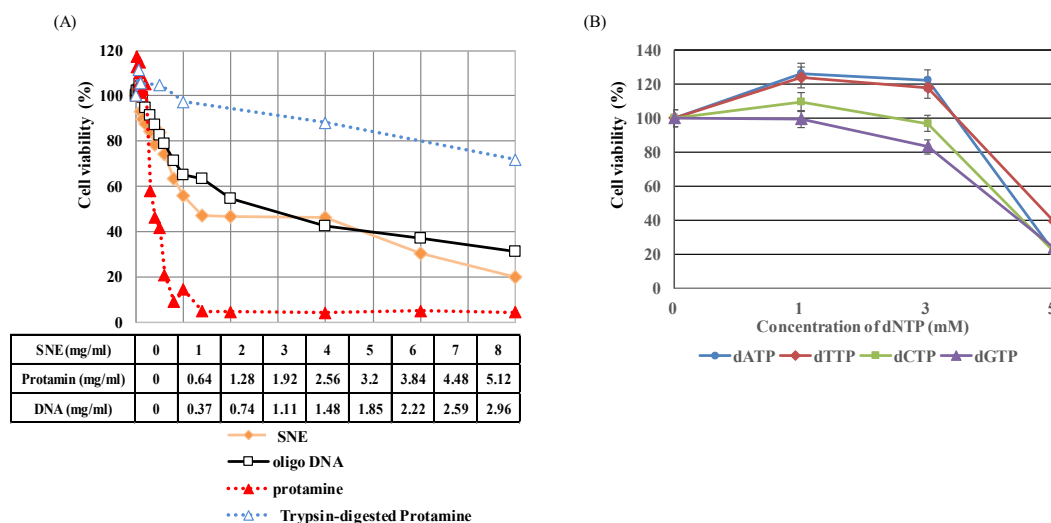 (A)
Cell viability (%)
120
100
80
60
40
20
0
SNE(mg/ml) 0 1 2 3 4 5 6 7 8
Protamin (mg/ml) 0 0.64 1.28 1.92 2.56 3.2 3.84 4.48 5.12
DNA (mg/ml) 0 0.37 0.74 1.11 1.48 1.85 2.22 2.59 2.96
SNE
oligo DNA
protamine
Trypsin-digested Protamine
(B)
Cell viability (%)
140
120
100
80
60
40
20
0
0 1 3 5
Concentration of dNTP (mM)
dATP dTTP dCTP dGTP